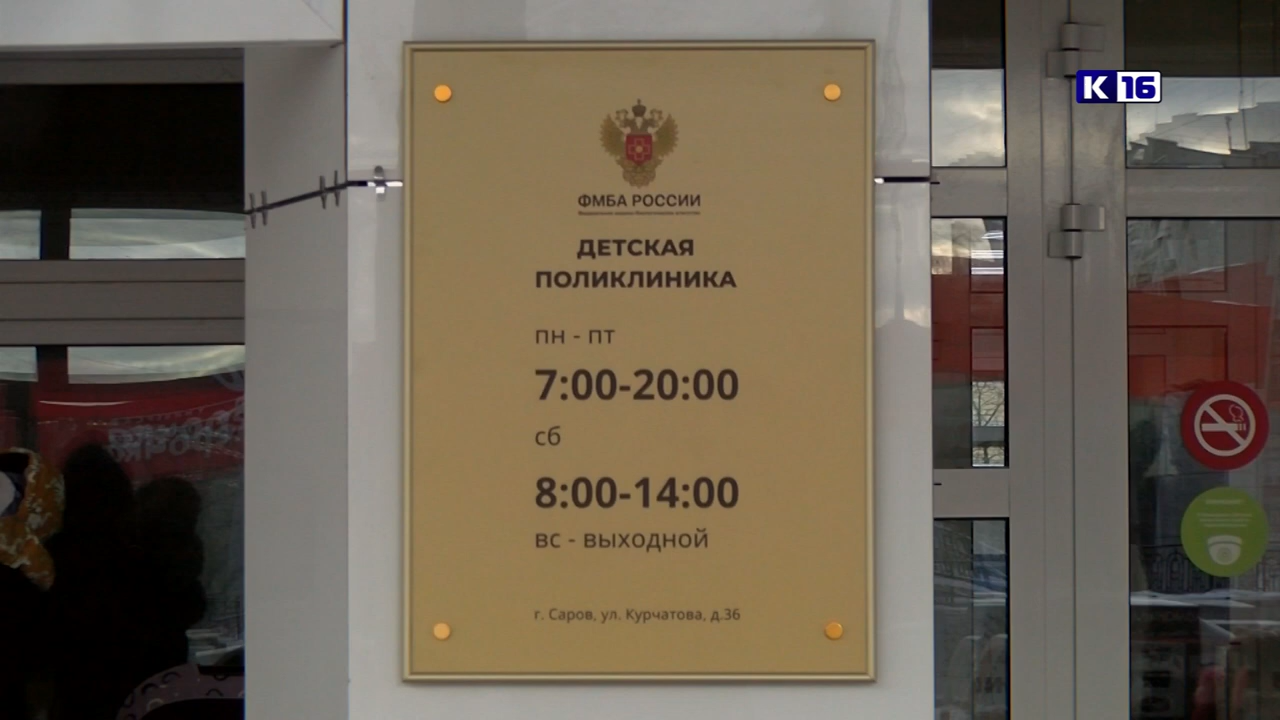 К 16
ФМБА РОССИИ
ДЕТСКАЯ
ПОЛИКЛИНИКА
пн - пт
7:00-20:00
сб
8:00-14:00
вс - выходной
г. Саров, ул. Курчатова, д.36